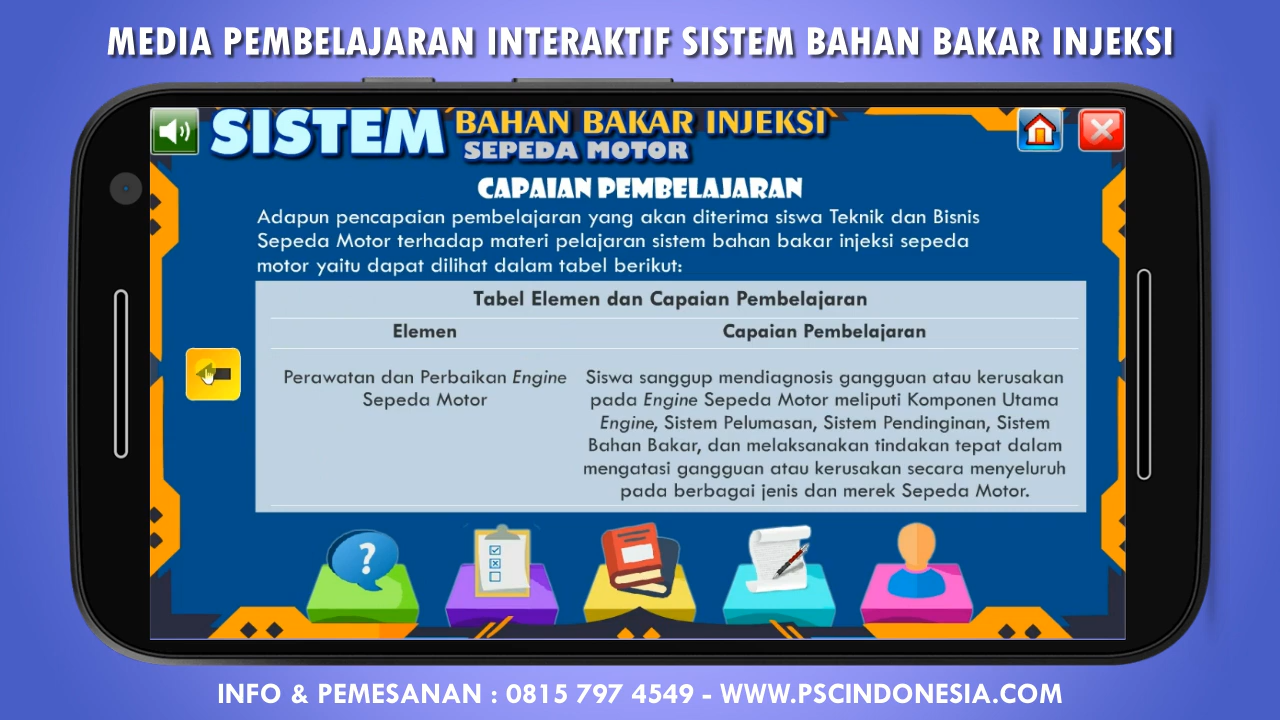 MEDIA PEMBELAJARAN INTERAKTIF SISTEM BAHAN BAKAR INJEKSI
SISTEM BAHAN BAKAR INJEKSI
SEPEDA MOTOR
CAPAIAN PEMBELAJARAN
Adapun pencapaian pembelajaran yang akan diterima siswa Teknik dan Bisnis
Sepeda Motor terhadap materi pelajaran sistem bahan bakar injeksi sepeda
motor yaitu dapat dilihat dalam tabel berikut:
Tabel Elemen dan Capaian Pembelajaran
Elemen
Capaian Pembelajaran
Perawatan dan Perbaikan Engine
Sepeda Motor
Siswa sanggup mendiagnosis gangguan atau kerusakan
pada Engine Sepeda Motor meliputi Komponen Utama
Engine, Sistem Pelumasan, Sistem Pendinginan, Sistem
Bahan Bakar, dan melaksanakan tindakan tepat dalam
mengatasi gangguan atau kerusakan secara menyeluruh
pada berbagai jenis dan merek Sepeda Motor.
?
INFO & PEMESANAN : 0815 797 4549 - WWW.PSCINDONESIA.COM